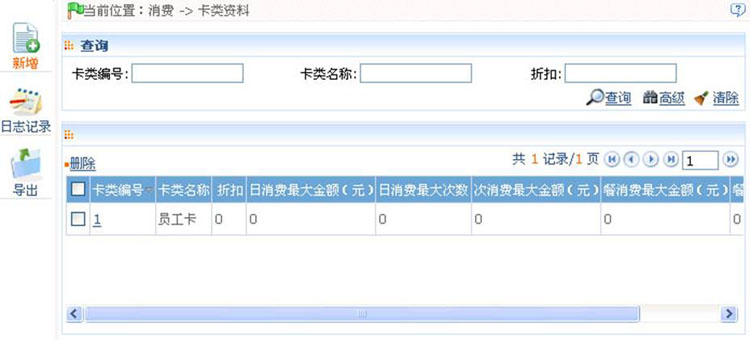 当前位置：消费 -> 卡类资料
新增
日志记录
导出
查询
卡类编号: 卡类名称: 折扣:
查询 高级 清除
删除 共 1 记录/1 页 1
卡类编号 卡类名称 折扣 日消费最大金额（元） 日消费最大次数 次消费最大金额（元） 餐消费最大金额（元） 餐
1 员工卡 0 0 0 0 0 0